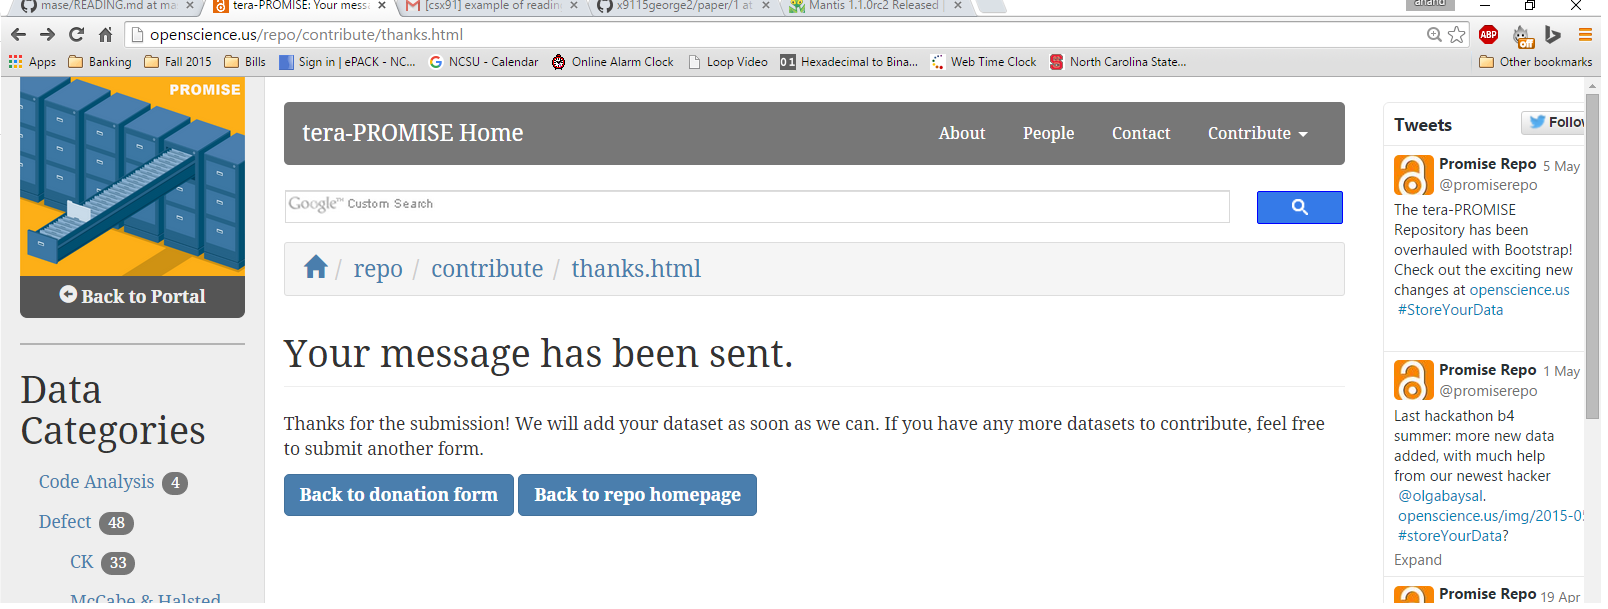 mase/READING.md at ma
tera-PROMISE: Your mess
[csx91] example of readin
x9115george2/paper/1 at
Mantis 1.1.0rc2 Released
anand
openscience.us/repo/contribute/thanks.html
ABP
off
Apps
Banking
Fall 2015
Bills
Sign in | ePACK - NC...
NCSU - Calendar
Online Alarm Clock
Loop Video
01
Hexadecimal to Bina...
Web Time Clock
North Carolina State...
Other bookmarks
PROMISE
Back to Portal
Data
Categories
Code Analysis 4
Defect 48
CK 33
McCabe & Halsted
tera-PROMISE Home
About
People
Contact
Contribute
Google™ Custom Search
/ repo / contribute / thanks.html
Your message has been sent.
Thanks for the submission! We will add your dataset as soon as we can. If you have any more datasets to contribute, feel free
to submit another form.
Back to donation form
Back to repo homepage
Tweets
Follow
Promise Repo 5 May
@promiserepo
The tera-PROMISE
Repository has been
overhauled with Bootstrap!
Check out the exciting new
changes at openscience.us
#StoreYourData
Promise Repo 1 May
@promiserepo
Last hackathon b4
summer: more new data
added, with much help
from our newest hacker
@olgabaysal.
openscience.us/img/2015-05
#storeYourData?
Expand
Promise Repo 19 Apr